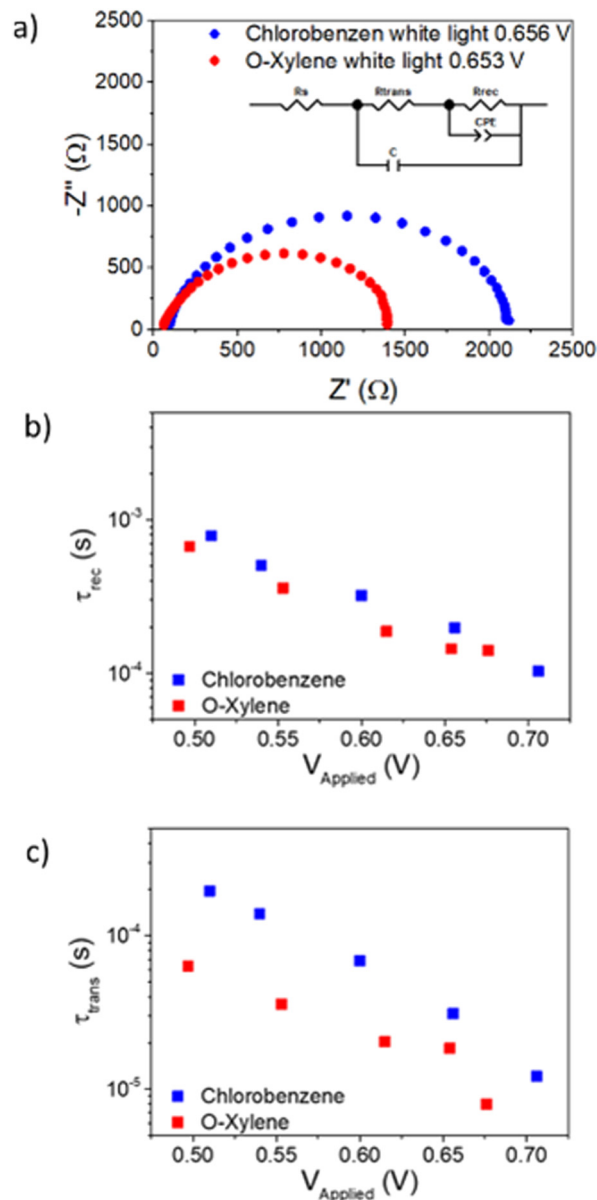 a)
2500
2000
1500
1000
500
0
-Z" (Ω)
Chlorobenzen white light 0.656 V
O-Xylene white light 0.653 V
Rs
Rtrans
Rrec
CPE
C
0 500 1000 1500 2000 2500
Z' (Ω)
b)
10⁻³
10⁻⁴
τrec (s)
Chlorobenzene
O-Xylene
0.50 0.55 0.60 0.65 0.70
VApplied (V)
c)
10⁻⁴
10⁻⁵
τtrans (s)
Chlorobenzene
O-Xylene
0.50 0.55 0.60 0.65 0.70
VApplied (V)